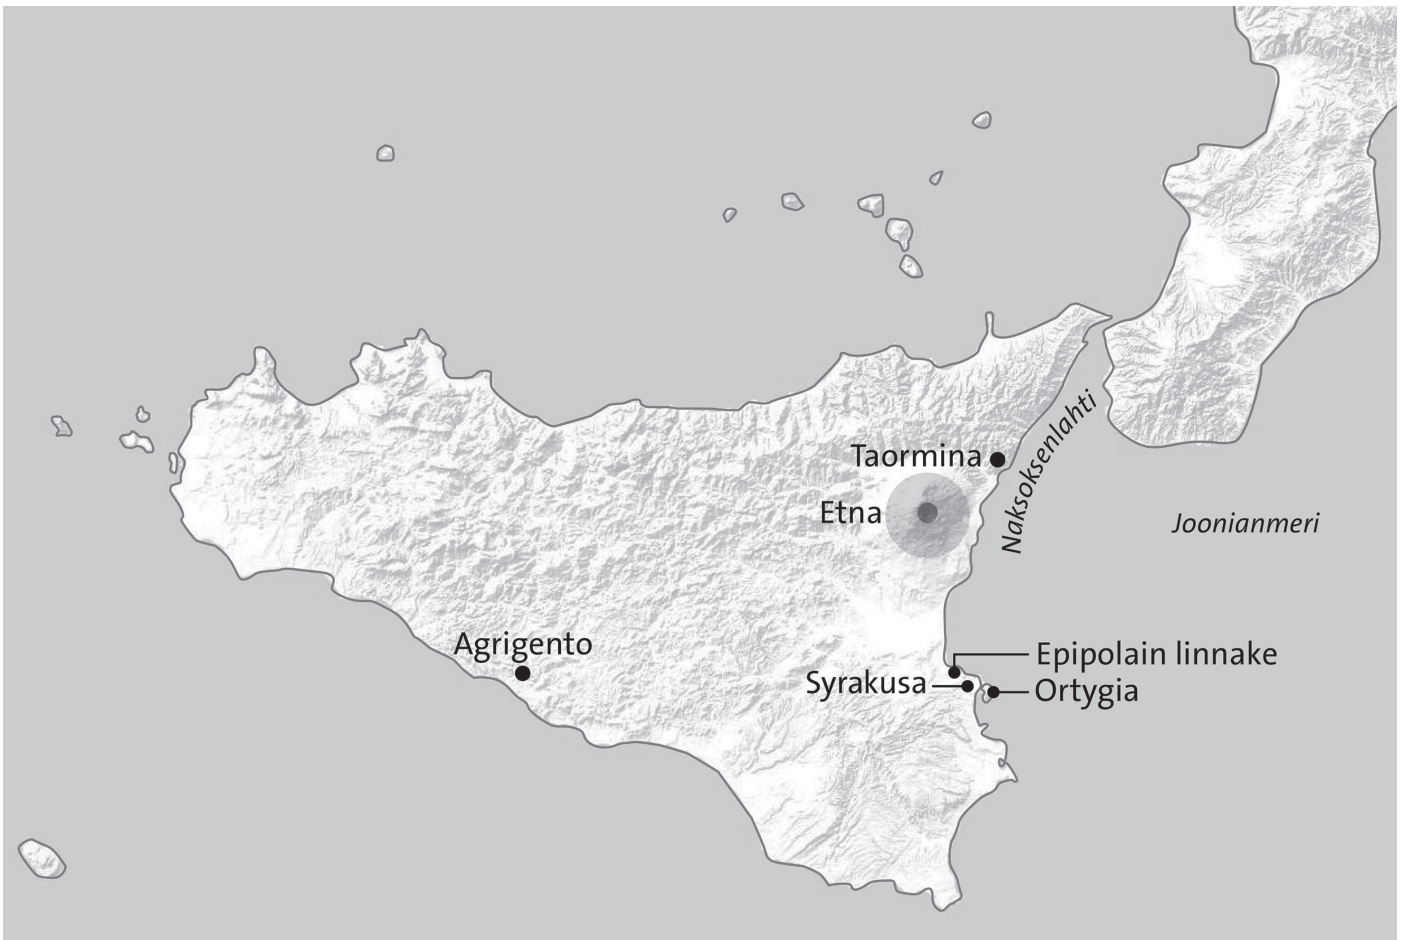 Taormina
Naksoksenlahti
Etna
Joonianmeri
Agrigento
Epipolain linnake
Syrakusa
Ortygia